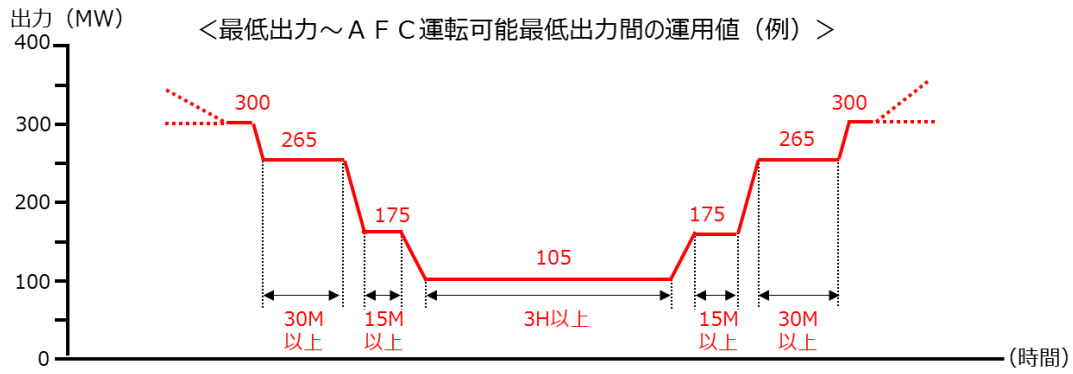 出力（MW）
＜最低出力～ＡＦＣ運転可能最低出力間の運用値（例）＞
400
300
200
100
0
300
265
175
105
175
265
300
30M
以上
15M
以上
3H以上
15M
以上
30M
以上
(時間)